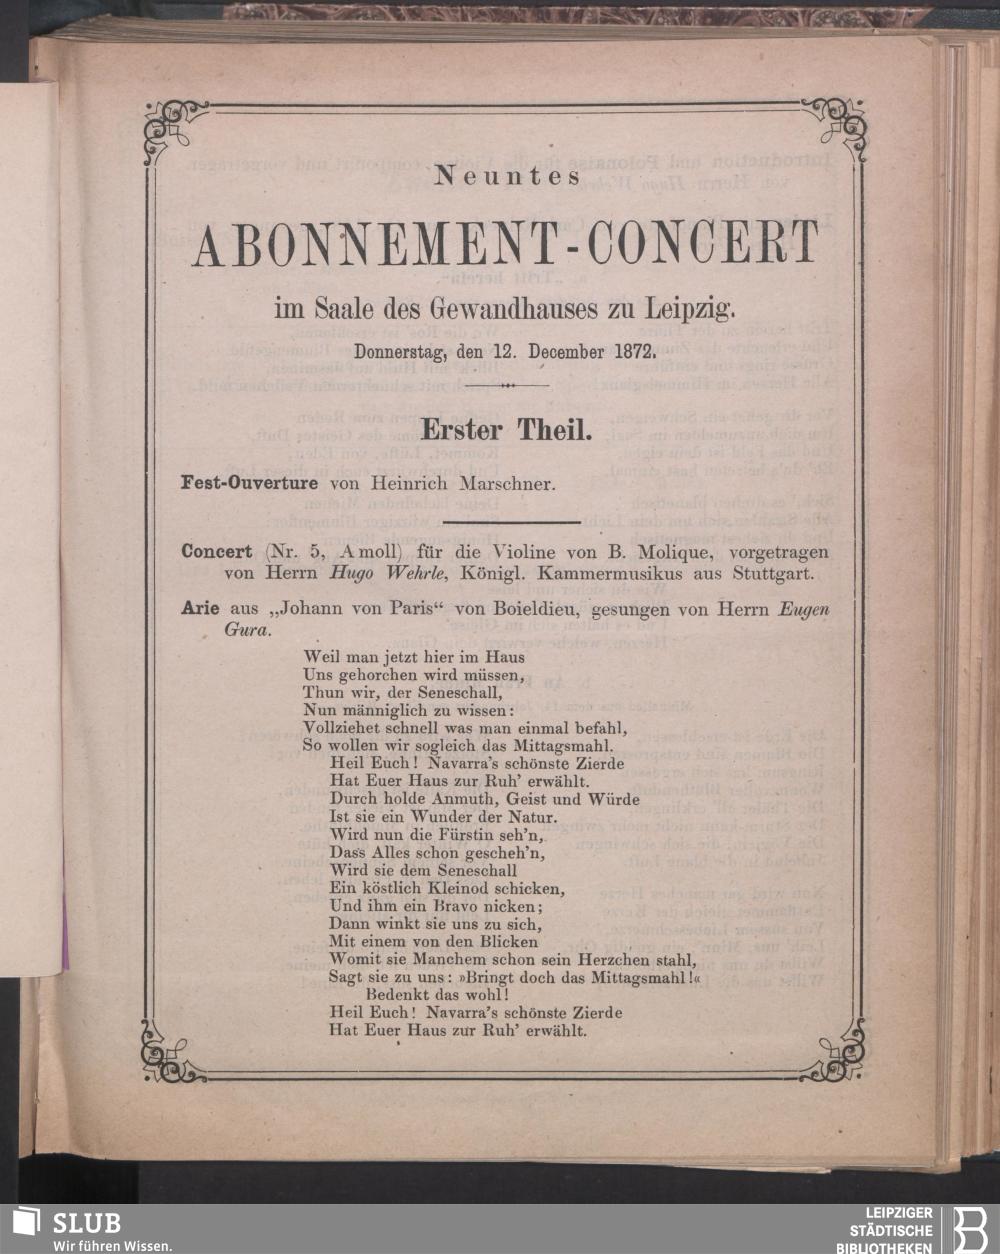 Neuntes
ABONNEMENT-CONCERT
im Saale des Gewandhauses zu Leipzig.
Donnerstag, den 12. December 1872.
Erster Theil.
Fest-Ouverture von Heinrich Marschner.
Concert (Nr. 5, A moll) für die Violine von B. Molique, vorgetragen
von Herrn Hugo Wehrle, Königl. Kammermusikus aus Stuttgart.
Arie aus „Johann von Paris“ von Boieldieu, gesungen von Herrn Eugen
Gura.
Weil man jetzt hier im Haus
Uns gehorchen wird müssen,
Thun wir, der Seneschall,
Nun männiglich zu wissen:
Vollziehet schnell was man einmal befahl,
So wollen wir sogleich das Mittagsmahl.
Heil Euch! Navarra's schönste Zierde
Hat Euer Haus zur Ruh' erwählt.
Durch holde Anmuth, Geist und Würde
Ist sie ein Wunder der Natur.
Wird nun die Fürstin seh'n,
Dass Alles schon gescheh'n,
Wird sie dem Seneschall
Ein köstlich Kleinod schicken,
Und ihm ein Bravo nicken;
Dann winkt sie uns zu sich,
Mit einem von den Blicken
Womit sie Manchem schon sein Herzchen stahl,
Sagt sie zu uns: »Bringt doch das Mittagsmahl!«
Bedenkt das wohl!
Heil Euch! Navarra's schönste Zierde
Hat Euer Haus zur Ruh' erwählt.
SLUB
Wir führen Wissen.
LEIPZIGER
STÄDTISCHE
BIBLIOTHEKEN